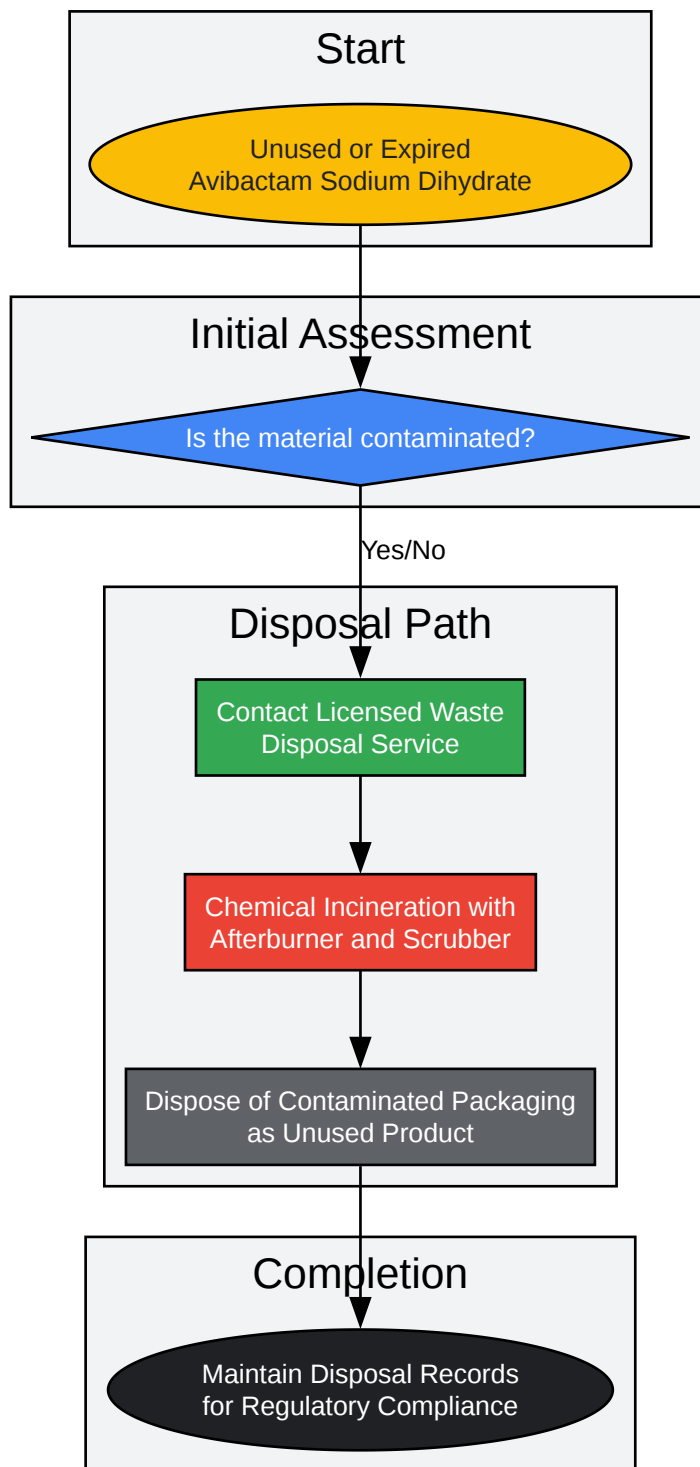 Start
Unused or Expired
Avibactam Sodium Dihydrate
Initial Assessment
Is the material contaminated?
Yes/No
Disposal Path
Contact Licensed Waste
Disposal Service
Chemical Incineration with
Afterburner and Scrubber
Dispose of Contaminated Packaging
as Unused Product
Completion
Maintain Disposal Records
for Regulatory Compliance